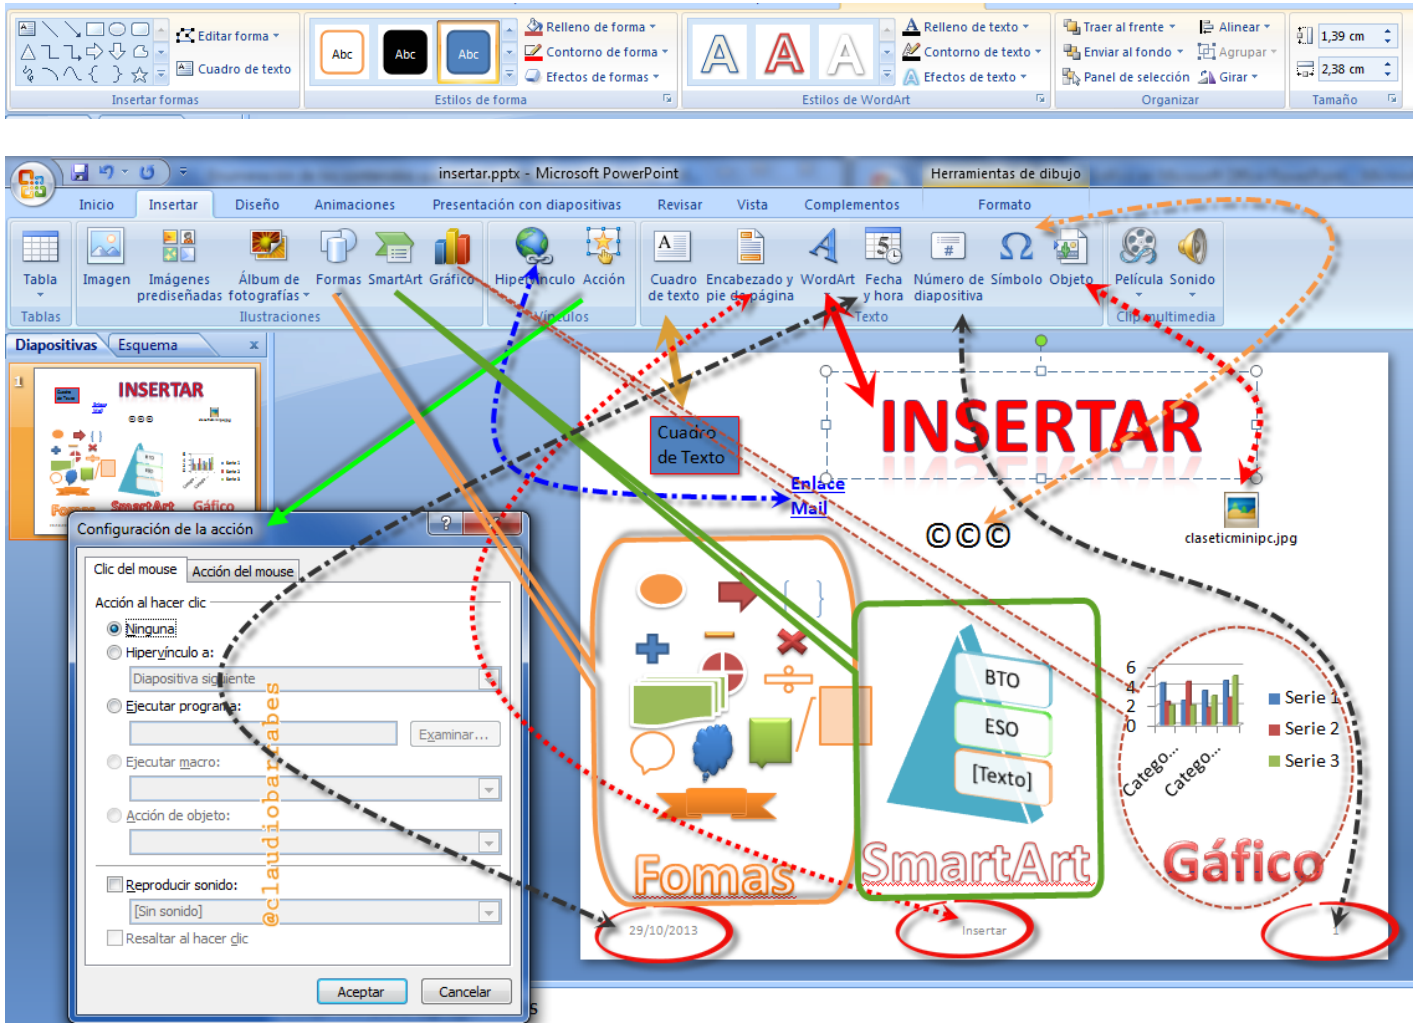 Editar forma
Cuadro de texto
Insertar formas
Abc
Abc
Abc
Relleno de forma
Contorno de forma
Efectos de formas
Estilos de forma
A
A
A
Relleno de texto
Contorno de texto
Efectos de texto
Estilos de WordArt
Traer al frente
Enviar al fondo
Panel de selección
Alinear
Agrupar
Girar
Organizar
1,39 cm
2,38 cm
Tamaño
insertar.pptx - Microsoft PowerPoint
Herramientas de dibujo
Inicio
Insertar
Diseño
Animaciones
Presentación con diapositivas
Revisar
Vista
Complementos
Formato
Tabla
Imagen
Imágenes
prediseñadas
Álbum de
fotografías
Formas
SmartArt
Gráfico
Hipervínculo
Acción
Cuadro
de texto
Encabezado y
pie de página
WordArt
Fecha
y hora
Número de
diapositiva
Símbolo
Objeto
Película
Sonido
Tablas
Ilustraciones
Vínculos
Texto
Clip multimedia
Diapositivas
Esquema
x
1
INSERTAR
SmartArt
INSERTAR
Cuadro
de Texto
Enlace
Mail
©©©
claseticminipc.jpg
Configuración de la acción
?
Clic del mouse
Acción del mouse
Acción al hacer clic
Ninguna
Hipervínculo a:
Diapositiva siguiente
Ejecutar programa:
Examinar...
Ejecutar macro:
Acción de objeto:
Reproducir sonido:
[Sin sonido]
Resaltar al hacer clic
Aceptar
Cancelar
@claudiobariabes
{ }
BTO
ESO
[Texto]
6
4
2
0
Catego...
Catego...
Serie 1
Serie 2
Serie 3
Fomas
SmartArt
Gáfico
29/10/2013
Insertar
1
s